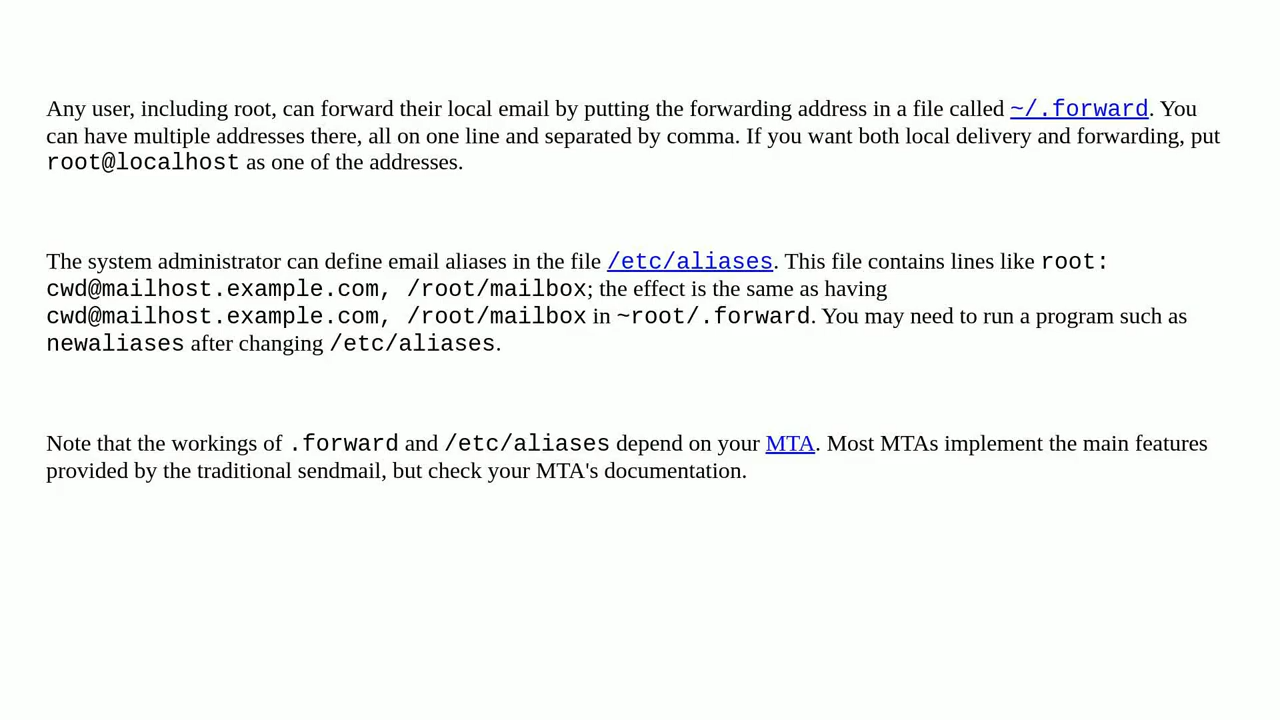 Any user, including root, can forward their local email by putting the forwarding address in a file called ~/.forward. You
can have multiple addresses there, all on one line and separated by comma. If you want both local delivery and forwarding, put
root@localhost as one of the addresses.
The system administrator can define email aliases in the file /etc/aliases. This file contains lines like root:
cwd@mailhost.example.com, /root/mailbox; the effect is the same as having
cwd@mailhost.example.com, /root/mailbox in ~root/.forward. You may need to run a program such as
newaliases after changing /etc/aliases.
Note that the workings of .forward and /etc/aliases depend on your MTA. Most MTAs implement the main features
provided by the traditional sendmail, but check your MTA's documentation.